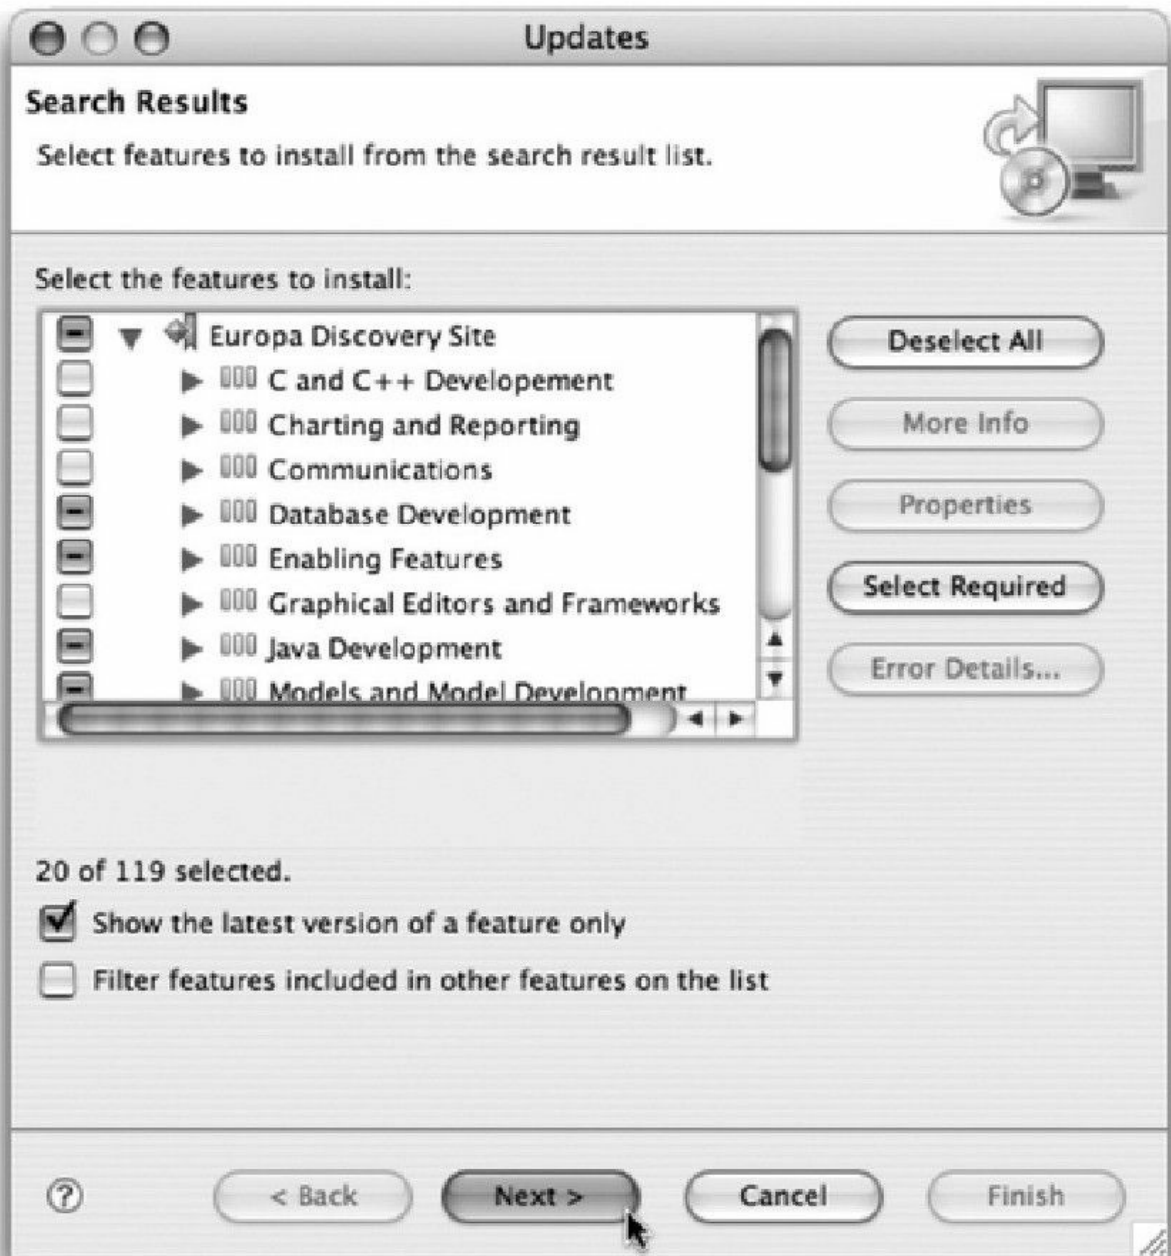 Updates
Search Results
Select features to install from the search result list.
Select the features to install:
Europa Discovery Site
C and C++ Developement
Charting and Reporting
Communications
Database Development
Enabling Features
Graphical Editors and Frameworks
Java Development
Models and Model Development
Deselect All
More Info
Properties
Select Required
Error Details...
20 of 119 selected.
Show the latest version of a feature only
Filter features included in other features on the list
?
< Back
Next >
Cancel
Finish